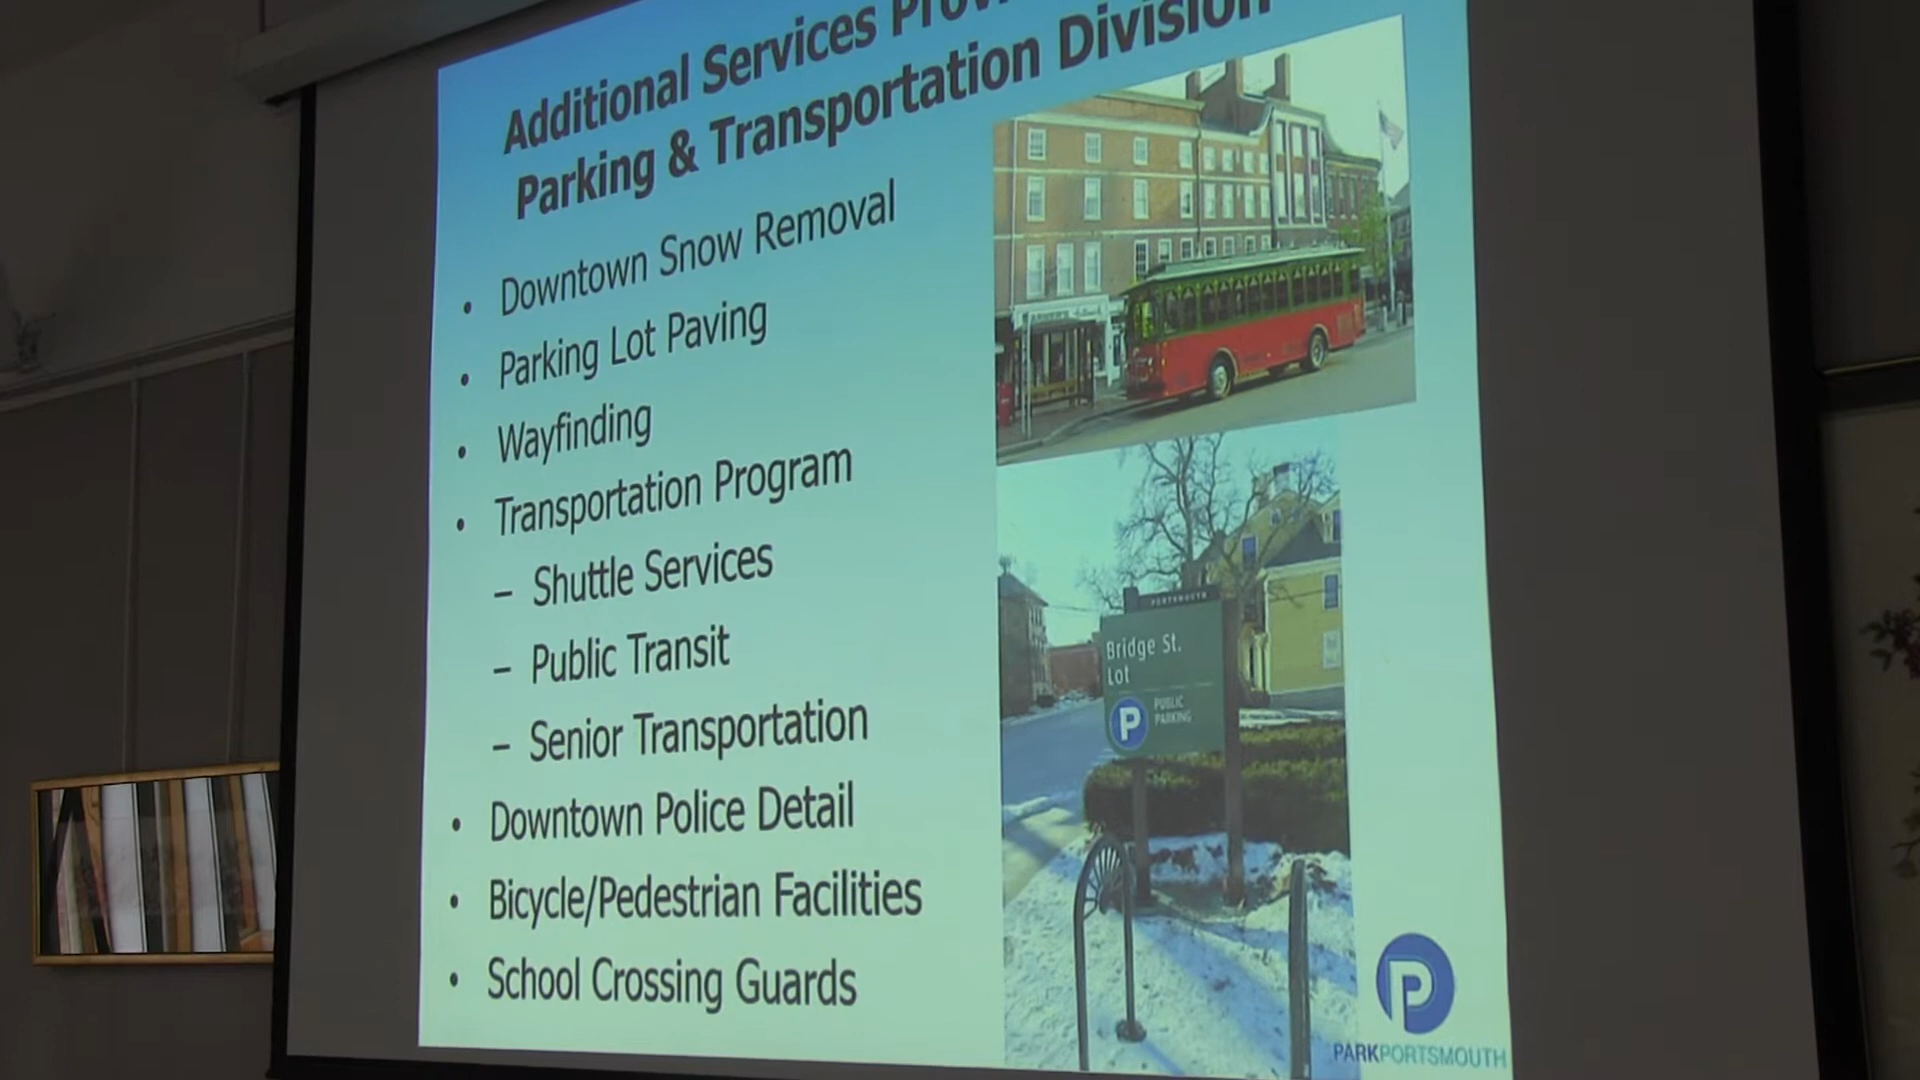 Additional Services
Parking & Transportation Division
• Downtown Snow Removal
• Parking Lot Paving
• Wayfinding
• Transportation Program
– Shuttle Services
– Public Transit
– Senior Transportation
• Downtown Police Detail
• Bicycle/Pedestrian Facilities
• School Crossing Guards
PORTSMOUTH
Bridge St.
Lot
P PUBLIC
PARKING
P
PARKPORTSMOUTH